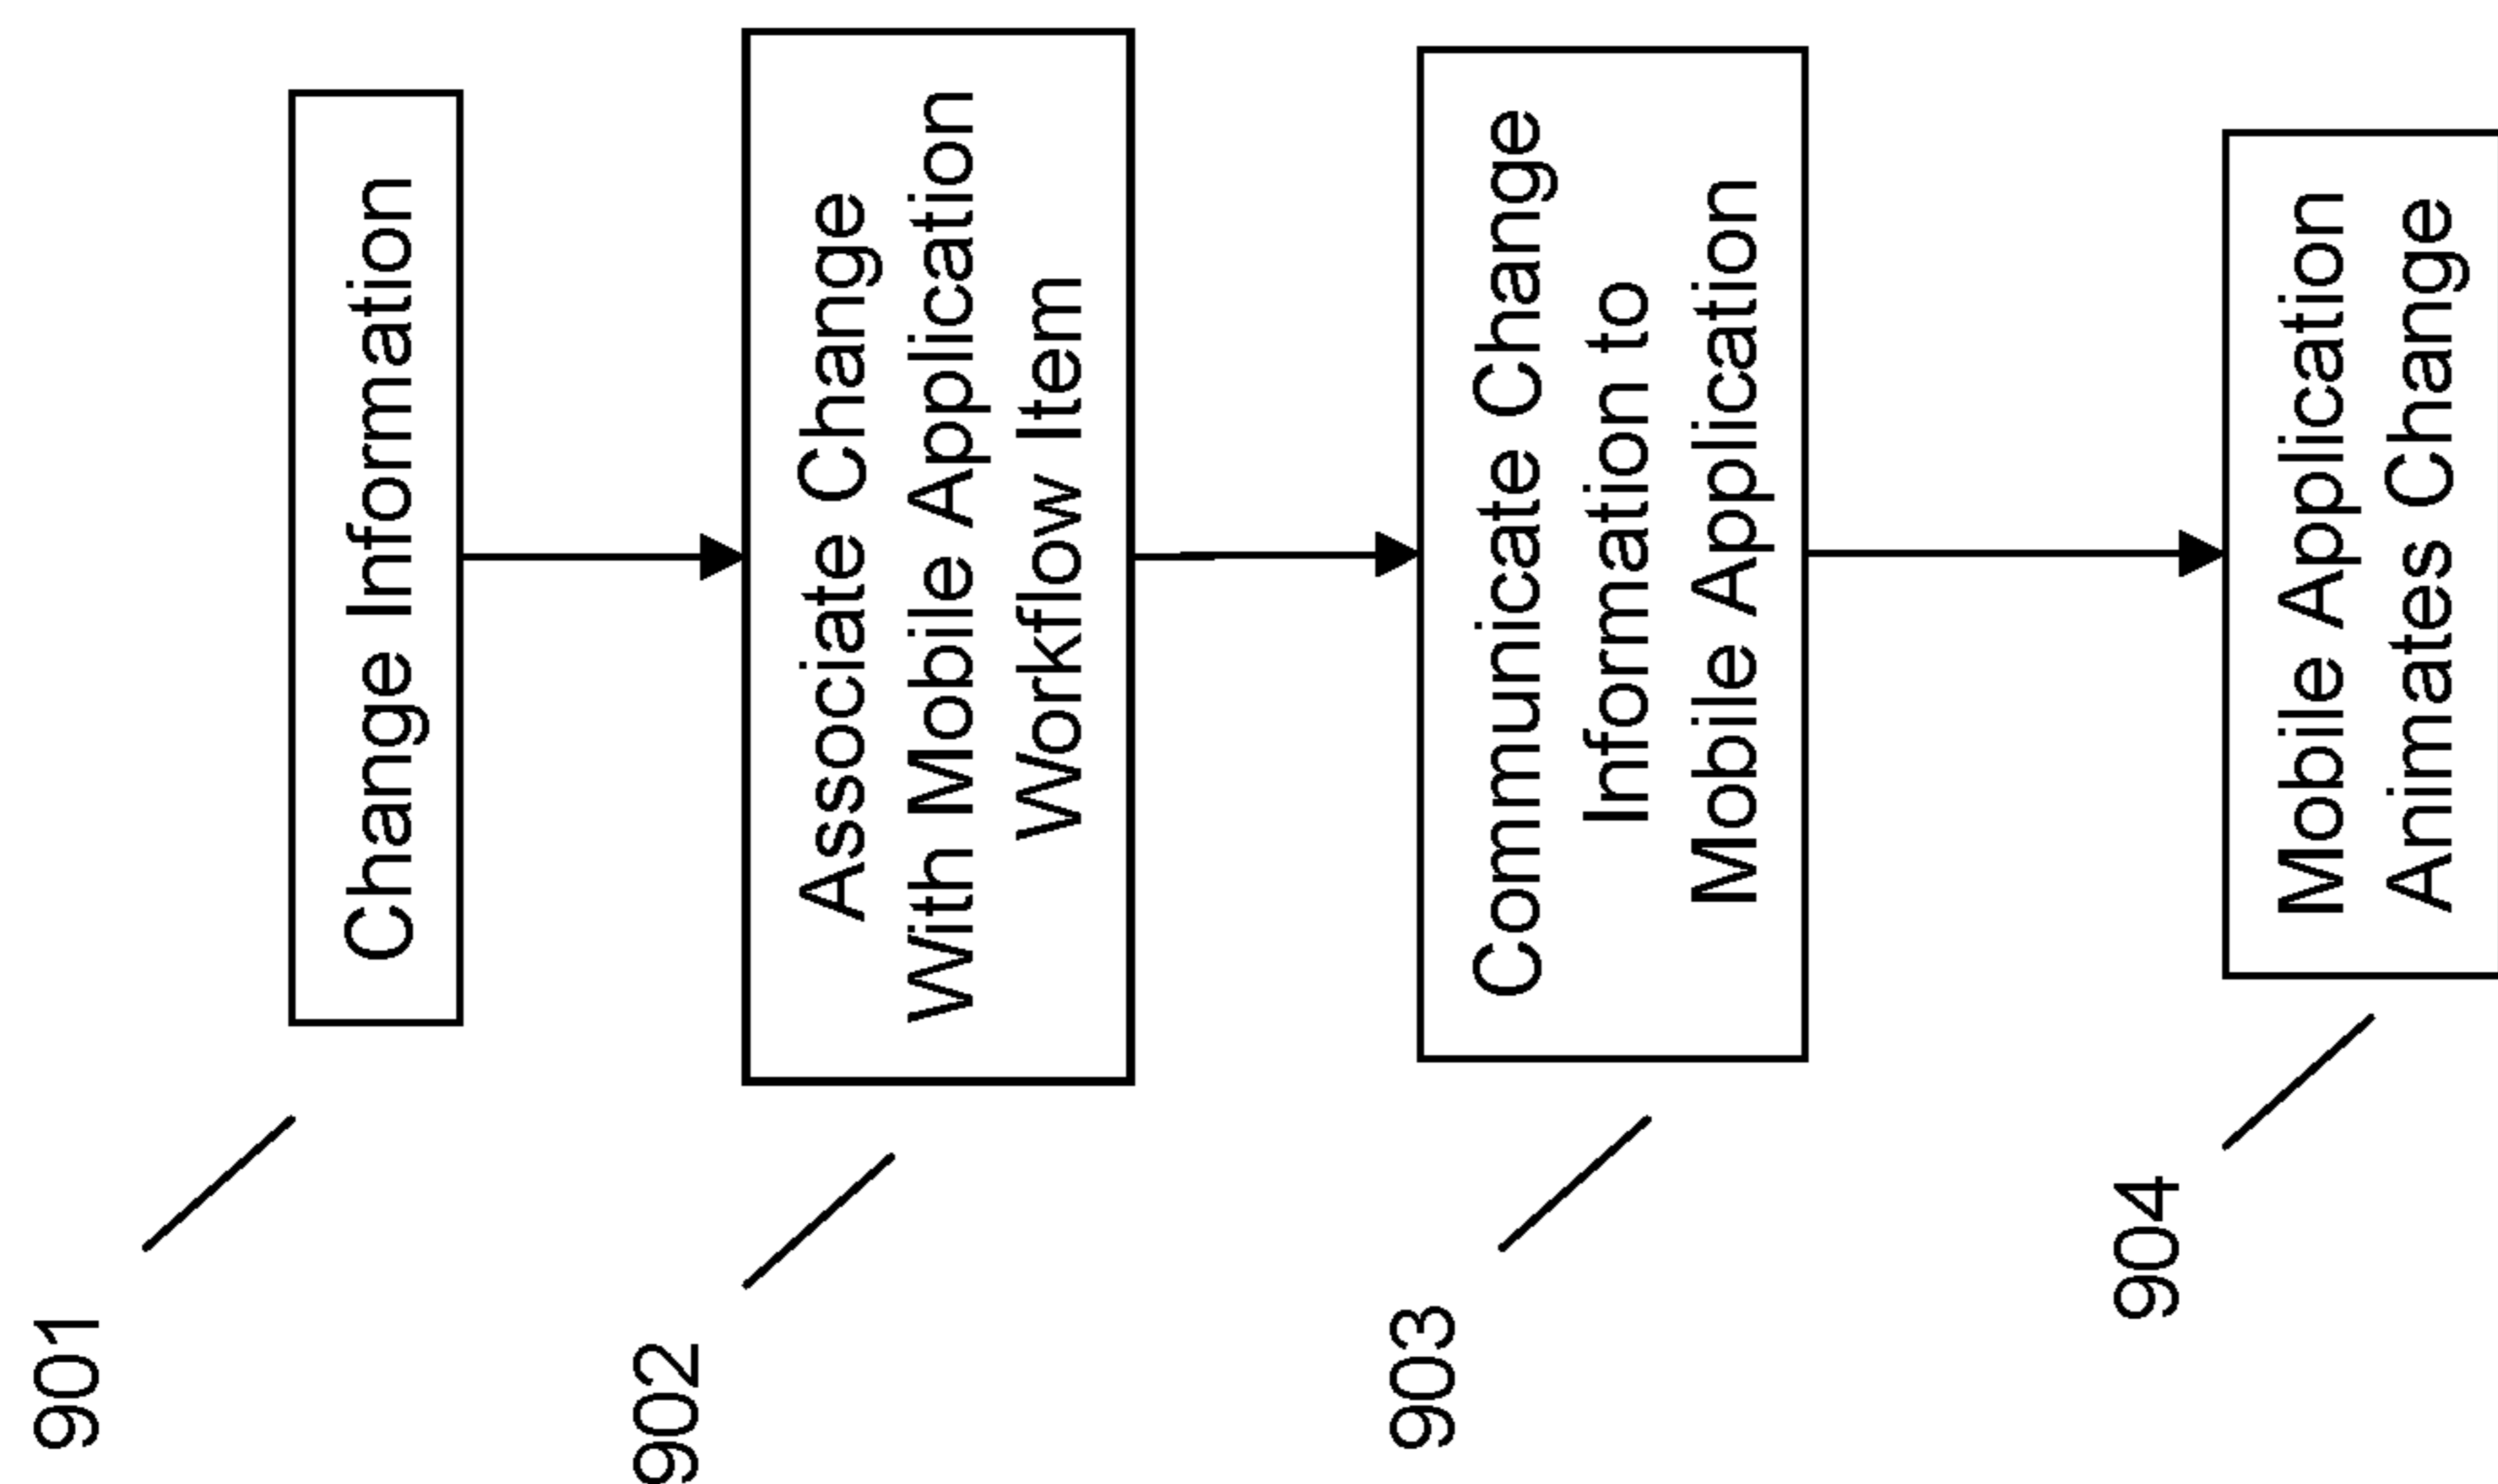 901
Change Information
902
Associate Change
With Mobile Application
Workflow Item
903
Communicate Change
Information to
Mobile Application
904
Mobile Application
Animates Change